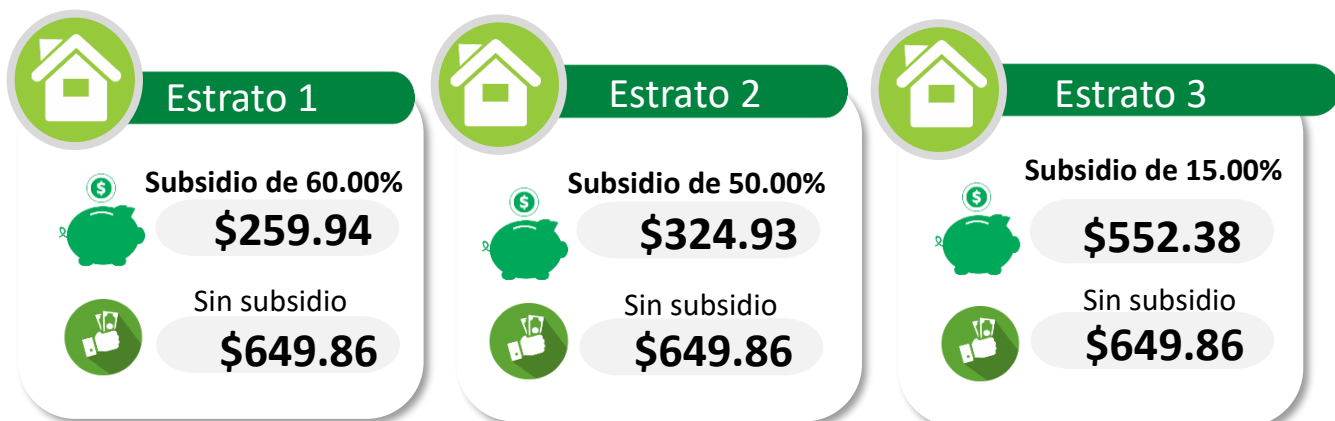 Estrato 1
Subsidio de 60.00%
$
$259.94
Sin subsidio
$649.86
Estrato 2
Subsidio de 50.00%
$
$324.93
Sin subsidio
$649.86
Estrato 3
Subsidio de 15.00%
$
$552.38
Sin subsidio
$649.86